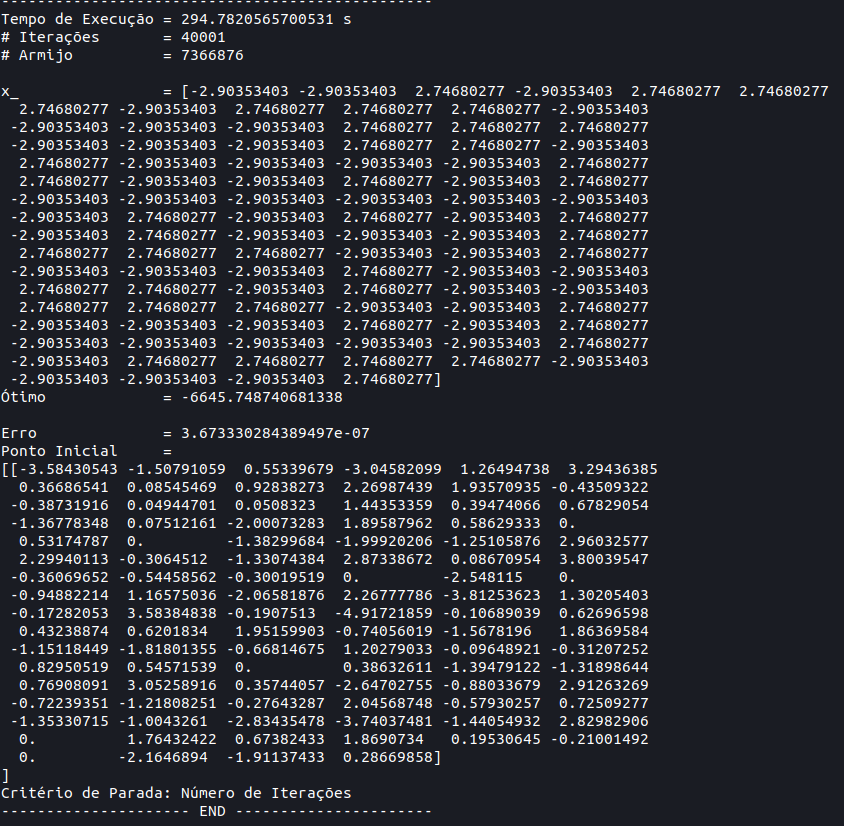 ------------------------------------------------
Tempo de Execução = 294.7820565700531 s
# Iterações       = 40001
# Armijo          = 7366876

x_                = [-2.90353403 -2.90353403  2.74680277 -2.90353403  2.74680277  2.74680277
  2.74680277 -2.90353403  2.74680277  2.74680277  2.74680277 -2.90353403
 -2.90353403 -2.90353403 -2.90353403  2.74680277  2.74680277  2.74680277
 -2.90353403 -2.90353403 -2.90353403  2.74680277  2.74680277 -2.90353403
  2.74680277 -2.90353403 -2.90353403 -2.90353403 -2.90353403  2.74680277
  2.74680277 -2.90353403 -2.90353403  2.74680277 -2.90353403  2.74680277
 -2.90353403 -2.90353403 -2.90353403 -2.90353403 -2.90353403 -2.90353403
 -2.90353403  2.74680277 -2.90353403  2.74680277 -2.90353403  2.74680277
 -2.90353403  2.74680277 -2.90353403 -2.90353403 -2.90353403  2.74680277
  2.74680277  2.74680277  2.74680277 -2.90353403 -2.90353403  2.74680277
 -2.90353403 -2.90353403 -2.90353403  2.74680277 -2.90353403 -2.90353403
  2.74680277  2.74680277 -2.90353403  2.74680277 -2.90353403 -2.90353403
  2.74680277  2.74680277  2.74680277 -2.90353403 -2.90353403  2.74680277
 -2.90353403 -2.90353403 -2.90353403  2.74680277 -2.90353403  2.74680277
 -2.90353403 -2.90353403 -2.90353403 -2.90353403 -2.90353403  2.74680277
 -2.90353403  2.74680277  2.74680277  2.74680277  2.74680277 -2.90353403
 -2.90353403 -2.90353403 -2.90353403  2.74680277]
Ótimo             = -6645.748740681338

Erro              = 3.673330284389497e-07
Ponto Inicial     =
[[-3.58430543 -1.50791059  0.55339679 -3.04582099  1.26494738  3.29436385
  0.36686541  0.08545469  0.92838273  2.26987439  1.93570935 -0.43509322
 -0.38731916  0.04944701  0.0508323   1.44353359  0.39474066  0.67829054
 -1.36778348  0.07512161 -2.00073283  1.89587962  0.58629333  0.
  0.53174787  0.         -1.38299684 -1.99920206 -1.25105876  2.96032577
  2.29940113 -0.3064512  -1.33074384  2.87338672  0.08670954  3.80039547
 -0.36069652 -0.54458562 -0.30019519  0.         -2.548115    0.
 -0.94882214  1.16575036 -2.06581876  2.26777786 -3.81253623  1.30205403
 -0.17282053  3.58384838 -0.1907513  -4.91721859 -0.10689039  0.62696598
  0.43238874  0.6201834   1.95159903 -0.74056019 -1.5678196   1.86369584
 -1.15118449 -1.81801355 -0.66814675  1.20279033 -0.09648921 -0.31207252
  0.82950519  0.54571539  0.          0.38632611 -1.39479122 -1.31898644
  0.76908091  3.05258916  0.35744057 -2.64702755 -0.88033679  2.91263269
 -0.72239351 -1.21808251 -0.27643287  2.04568748 -0.57930257  0.72509277
 -1.35330715 -1.0043261  -2.83435478 -3.74037481 -1.44054932  2.82982906
  0.          1.76432422  0.67382433  1.8690734   0.19530645 -0.21001492
  0.         -2.1646894  -1.91137433  0.28669858]
]
Critério de Parada: Número de Iterações
--------------------- END ----------------------